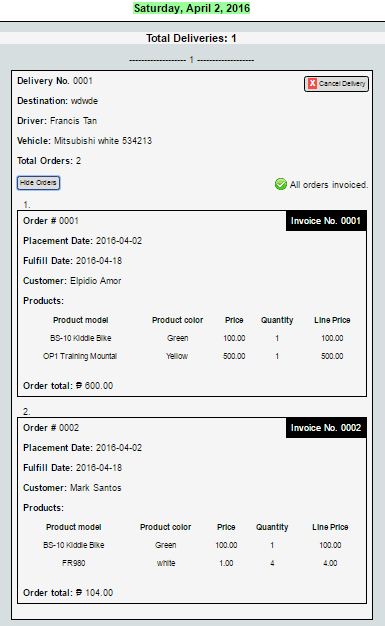 Saturday, April 2, 2016
Total Deliveries: 1
------------------- 1 -------------------
Delivery No. 0001
X Cancel Delivery
Destination: wdwde
Driver: Francis Tan
Vehicle: Mitsubishi white 534213
Total Orders: 2
Hide Orders
All orders invoiced.
1.
Order # 0001 Invoice No. 0001
Placement Date: 2016-04-02
Fulfill Date: 2016-04-18
Customer: Elpidio Amor
Products:
Product model Product color Price Quantity Line Price
BS-10 Kiddie Bike Green 100.00 1 100.00
OP1 Training Mountai Yellow 500.00 1 500.00
Order total: ₱ 600.00
2.
Order # 0002 Invoice No. 0002
Placement Date: 2016-04-02
Fulfill Date: 2016-04-18
Customer: Mark Santos
Products:
Product model Product color Price Quantity Line Price
BS-10 Kiddie Bike Green 100.00 1 100.00
FR980 white 1.00 4 4.00
Order total: ₱ 104.00